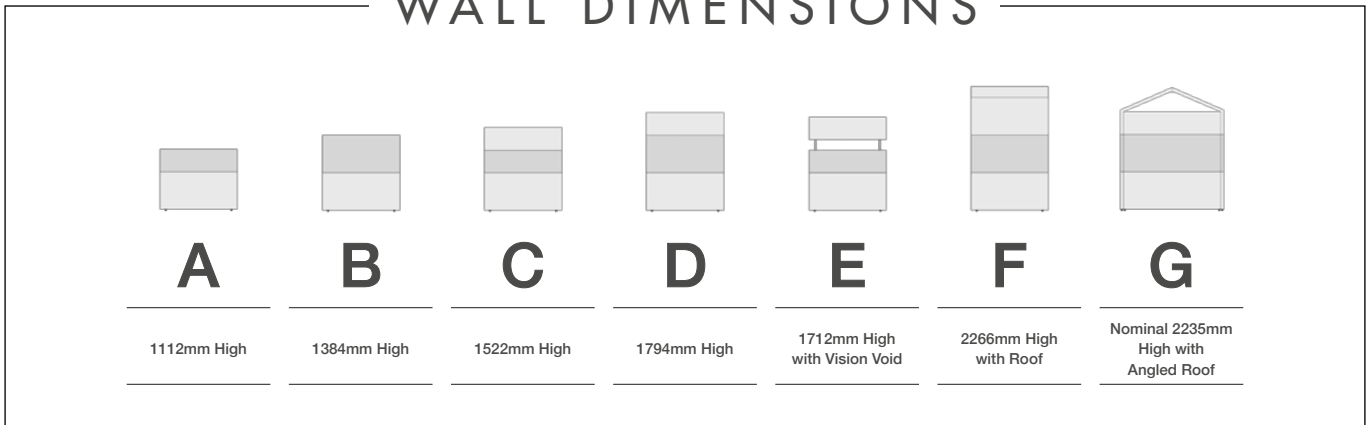 WALL DIMENSIONS
A
B
C
D
E
F
G
1112mm High
1384mm High
1522mm High
1794mm High
1712mm High
with Vision Void
2266mm High
with Roof
Nominal 2235mm
High with
Angled Roof